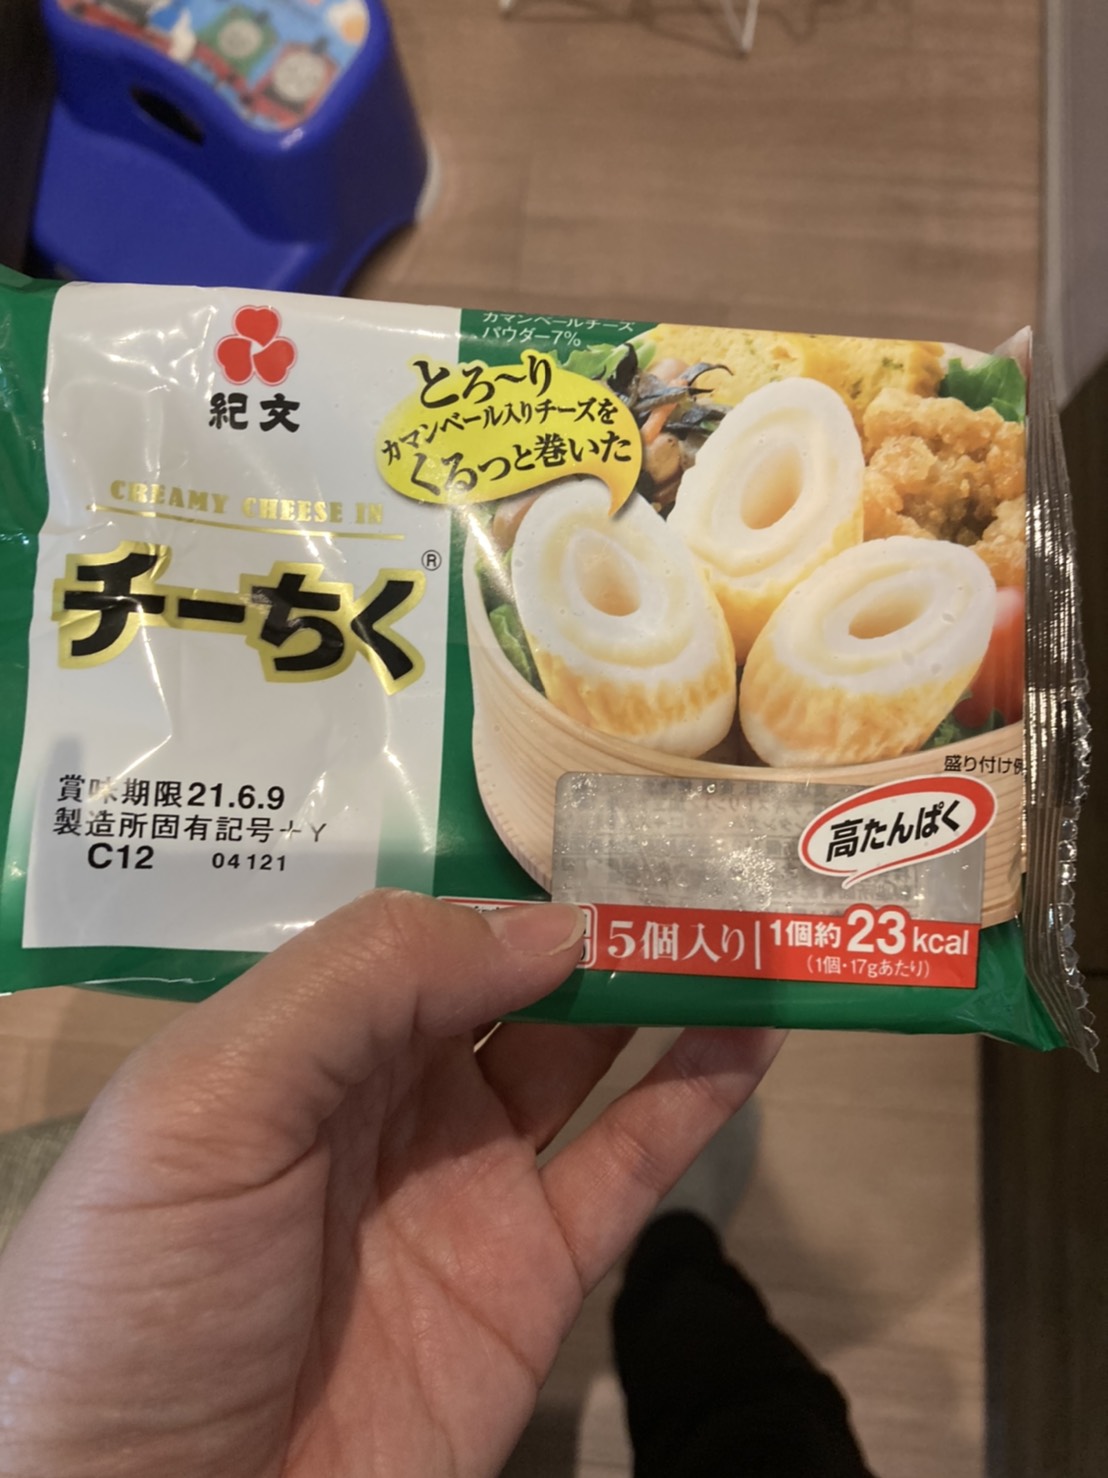 紀文
CREAMY CHEESE IN
チーちく®
カマンベールチーズ
パウダー7%
とろ〜り
カマンベール入りチーズを
くるっと巻いた
賞味期限21.6.9
製造所固有記号+Y
C12 04121
盛り付け例
高たんぱく
5個入り 1個約23kcal
(1個・17gあたり)